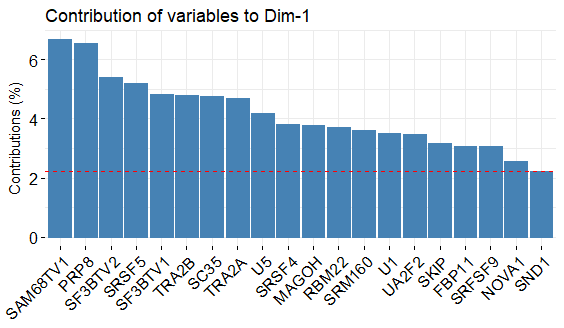 Contribution of variables to Dim-1
Contributions (%)
6
4
2
0
SAM68TV1
PRP8
SF3BTV2
SRSF5
SF3BTV1
TRA2B
SC35
TRA2A
U5
SRSF4
MAGOH
RBM22
SRM160
U1
UA2F2
SKIP
FBP11
SRFSF9
NOVA1
SND1